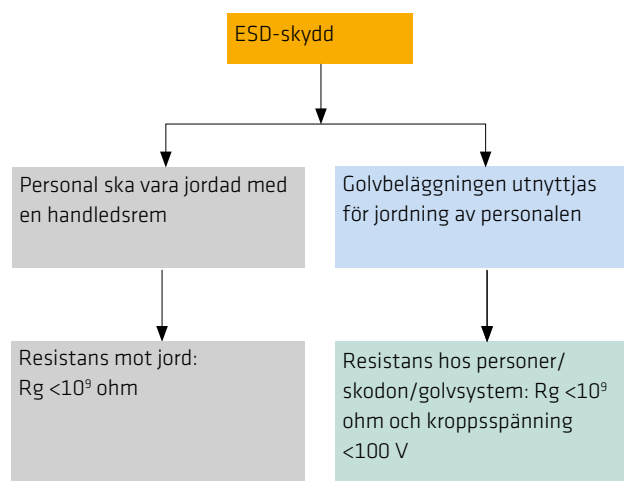 ESD-skydd
Personal ska vara jordad med
en handledsrem
Golvbeläggningen utnyttjas
för jordning av personalen
Resistans mot jord:
Rg <10⁹ ohm
Resistans hos personer/
skodon/golvsystem: Rg <10⁹
ohm och kroppsspänning
<100 V